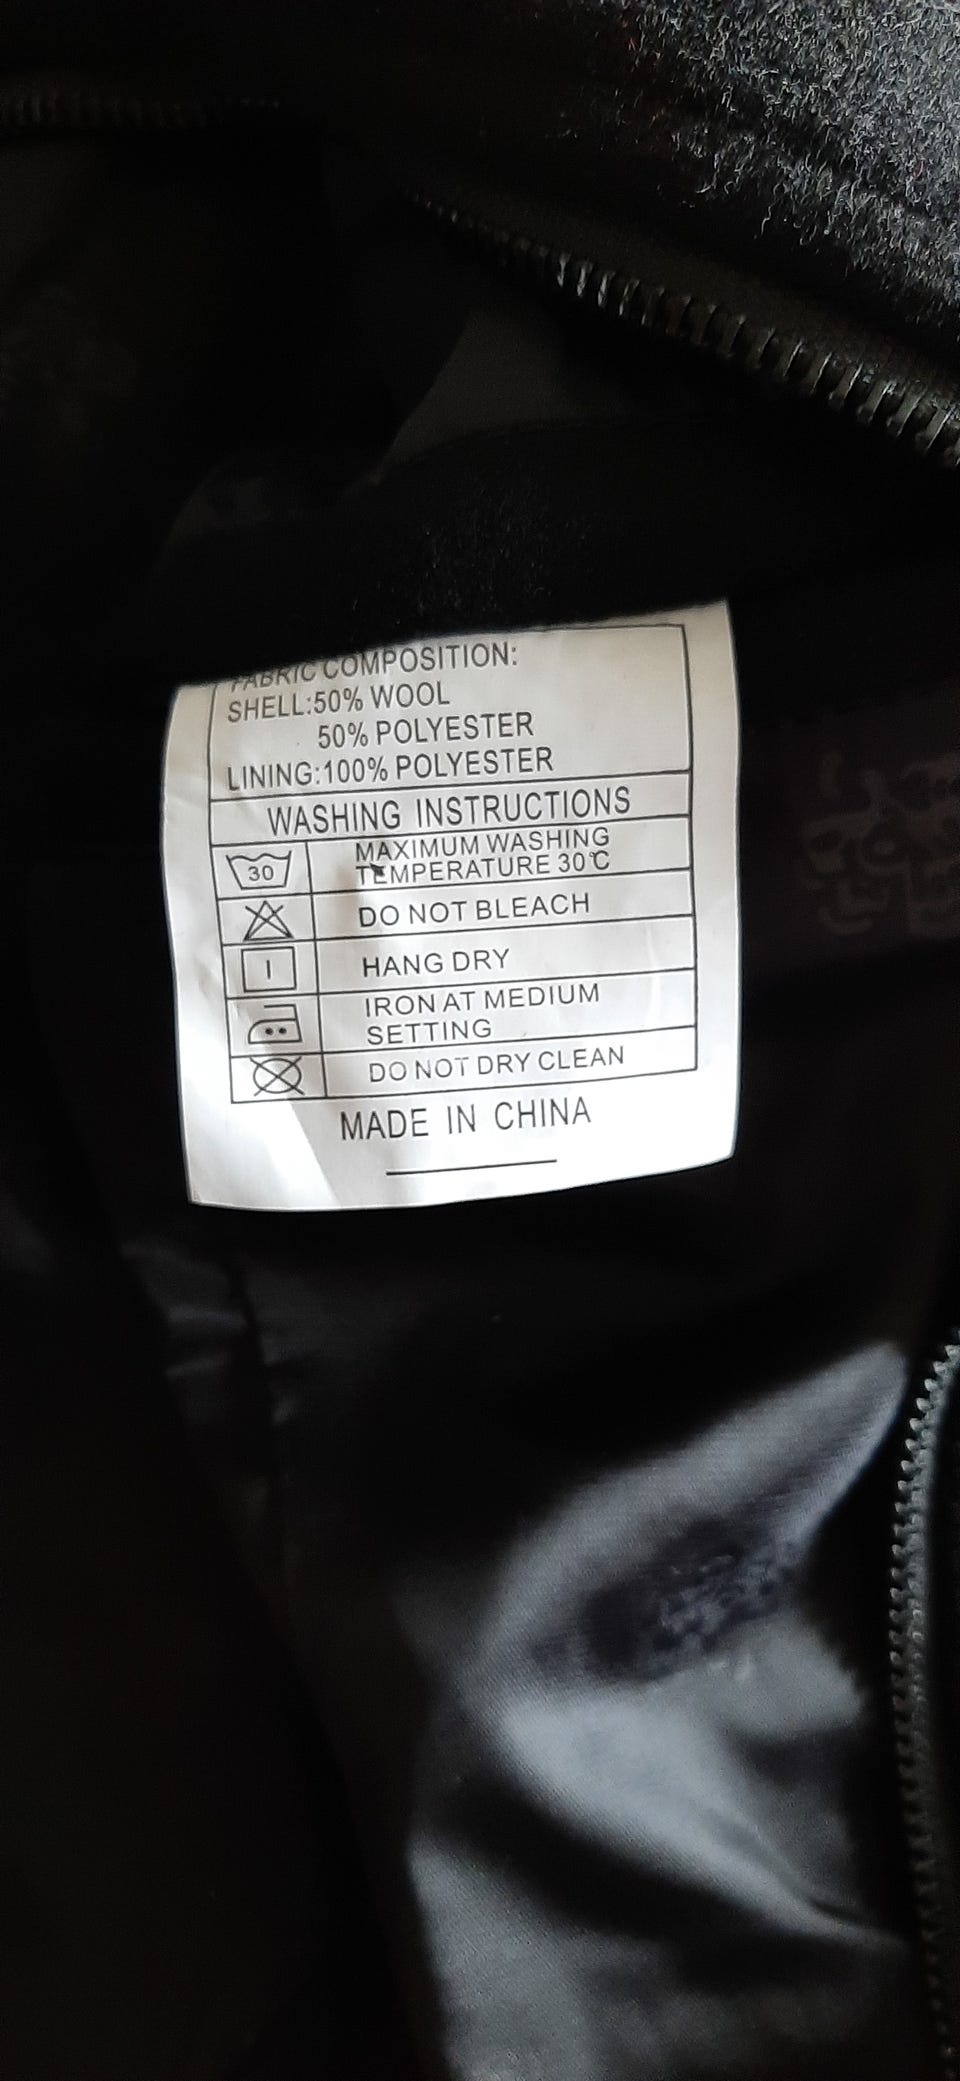 FABRIC COMPOSITION:
SHELL:50% WOOL
50% POLYESTER
LINING:100% POLYESTER
WASHING INSTRUCTIONS
30
MAXIMUM WASHING
TEMPERATURE 30℃
DO NOT BLEACH
HANG DRY
IRON AT MEDIUM
SETTING
DO NOT DRY CLEAN
MADE IN CHINA